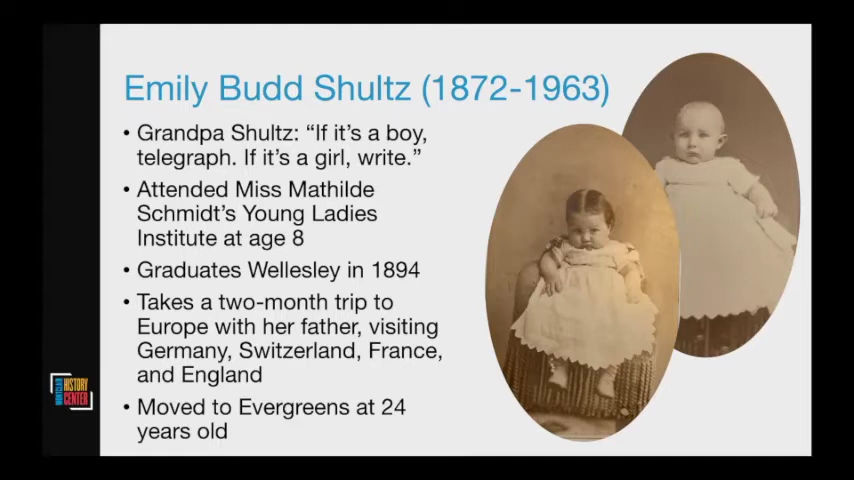 Emily Budd Shultz (1872-1963)
• Grandpa Shultz: “If it’s a boy,
telegraph. If it’s a girl, write.”
• Attended Miss Mathilde
Schmidt’s Young Ladies
Institute at age 8
• Graduates Wellesley in 1894
• Takes a two-month trip to
Europe with her father, visiting
Germany, Switzerland, France,
and England
• Moved to Evergreens at 24
years old
MONTCLAIR
HISTORY
CENTER